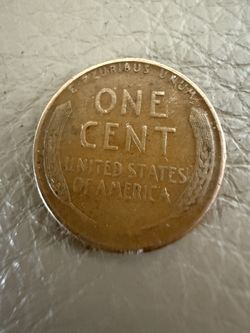 E·PLURIBUS·UNUM
ONE
CENT
UNITED STATES
OF AMERICA